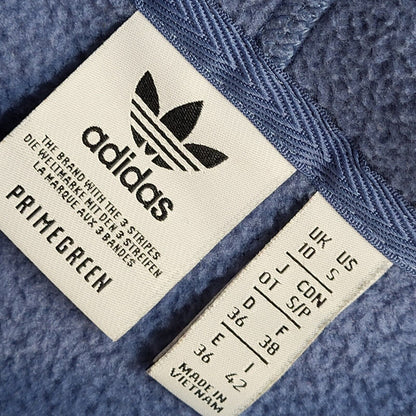 adidas
THE BRAND WITH THE 3 STRIPES
DIE WELTMARKE MIT DEN 3 STREIFEN
LA MARQUE AUX 3 BANDES
PRIMEGREEN
UK US
10 S
J CDN
OT S/P
D F
36 38
E I
36 42
MADE IN
VIETNAM